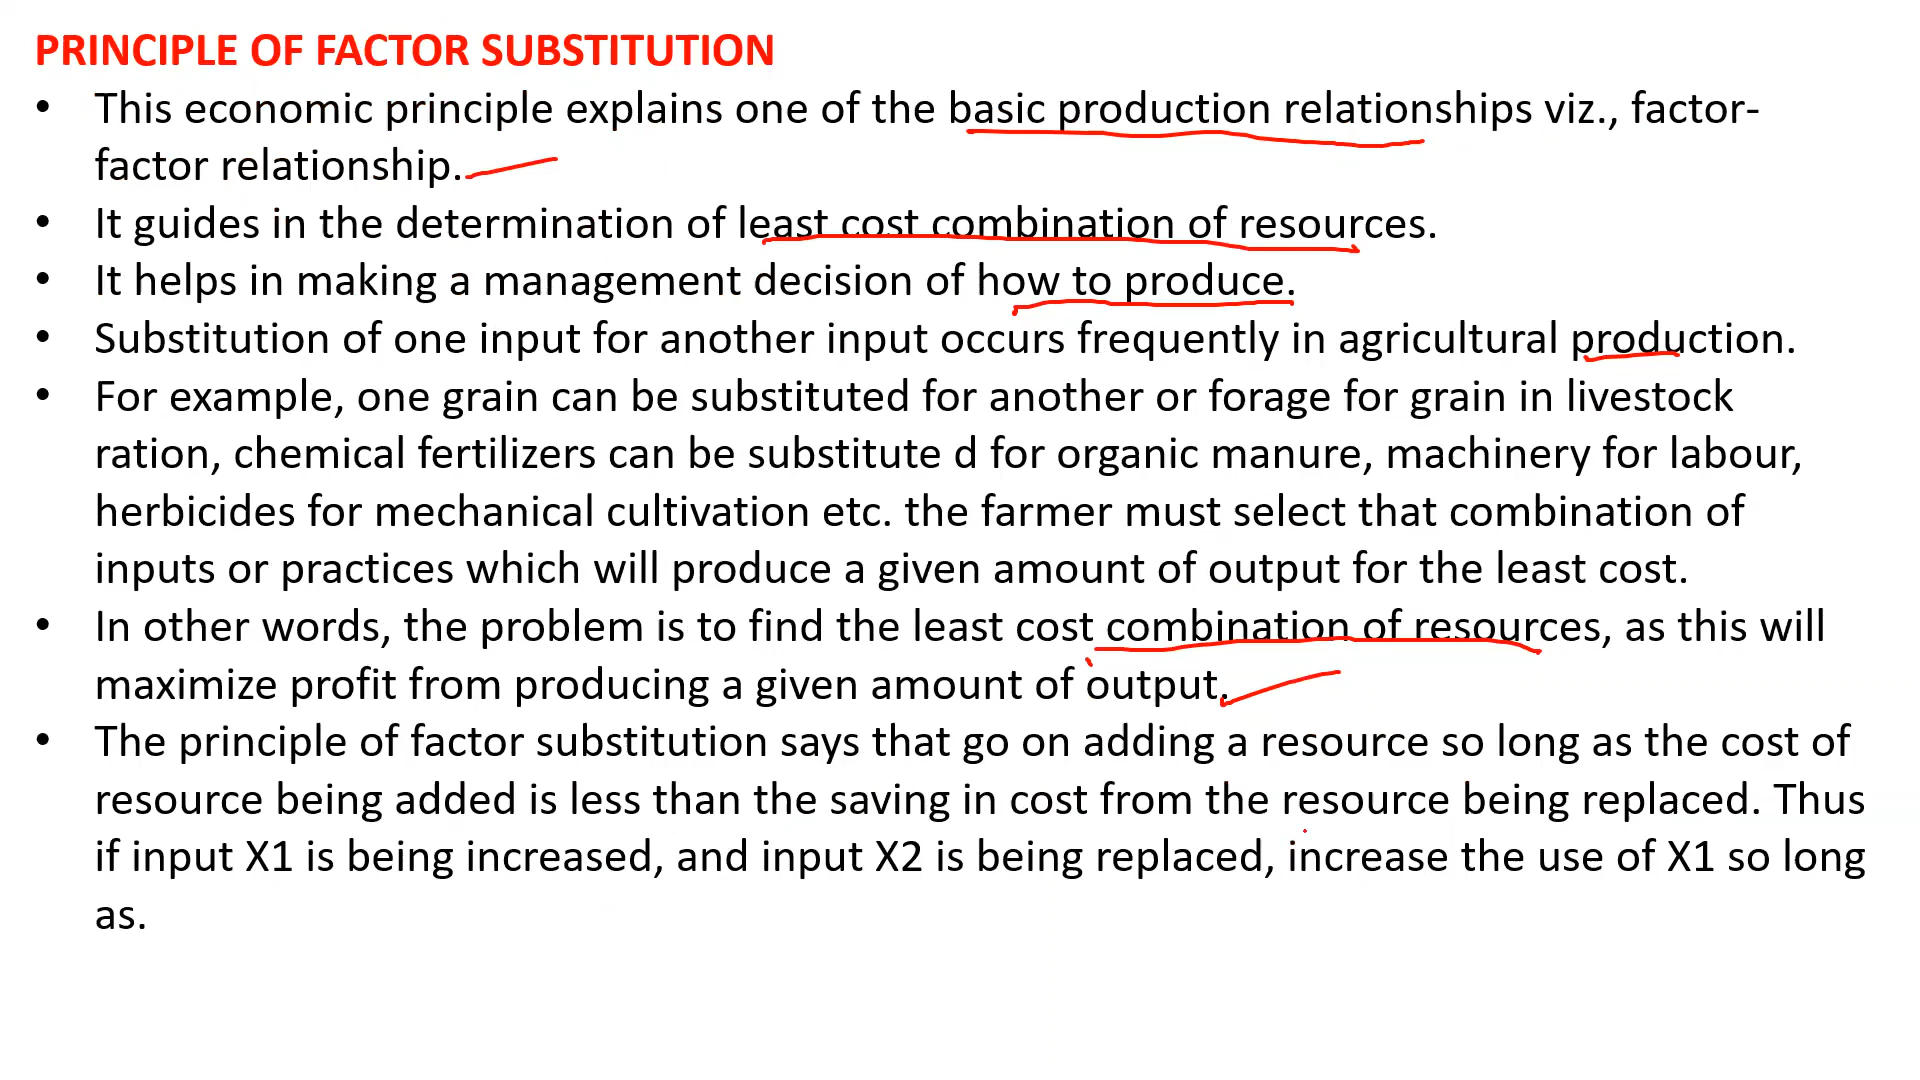 PRINCIPLE OF FACTOR SUBSTITUTION
• This economic principle explains one of the basic production relationships viz., factor-
factor relationship.
• It guides in the determination of least cost combination of resources.
• It helps in making a management decision of how to produce.
• Substitution of one input for another input occurs frequently in agricultural production.
• For example, one grain can be substituted for another or forage for grain in livestock
ration, chemical fertilizers can be substitute d for organic manure, machinery for labour,
herbicides for mechanical cultivation etc. the farmer must select that combination of
inputs or practices which will produce a given amount of output for the least cost.
• In other words, the problem is to find the least cost combination of resources, as this will
maximize profit from producing a given amount of output.
• The principle of factor substitution says that go on adding a resource so long as the cost of
resource being added is less than the saving in cost from the resource being replaced. Thus
if input X1 is being increased, and input X2 is being replaced, increase the use of X1 so long
as.